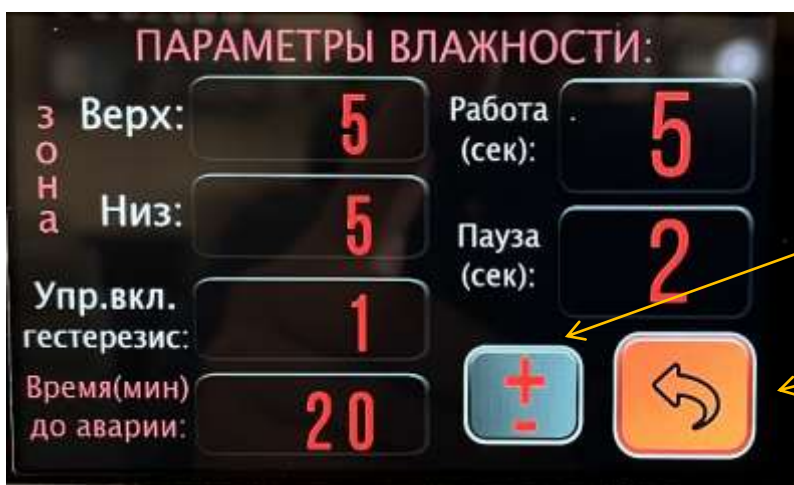 ПАРАМЕТРЫ ВЛАЖНОСТИ:
зона
Верх: 5
Низ: 5
Упр.вкл.
гестерезис: 1
Время(мин)
до аварии: 20
Работа
(сек): 5
Пауза
(сек): 2
+
-